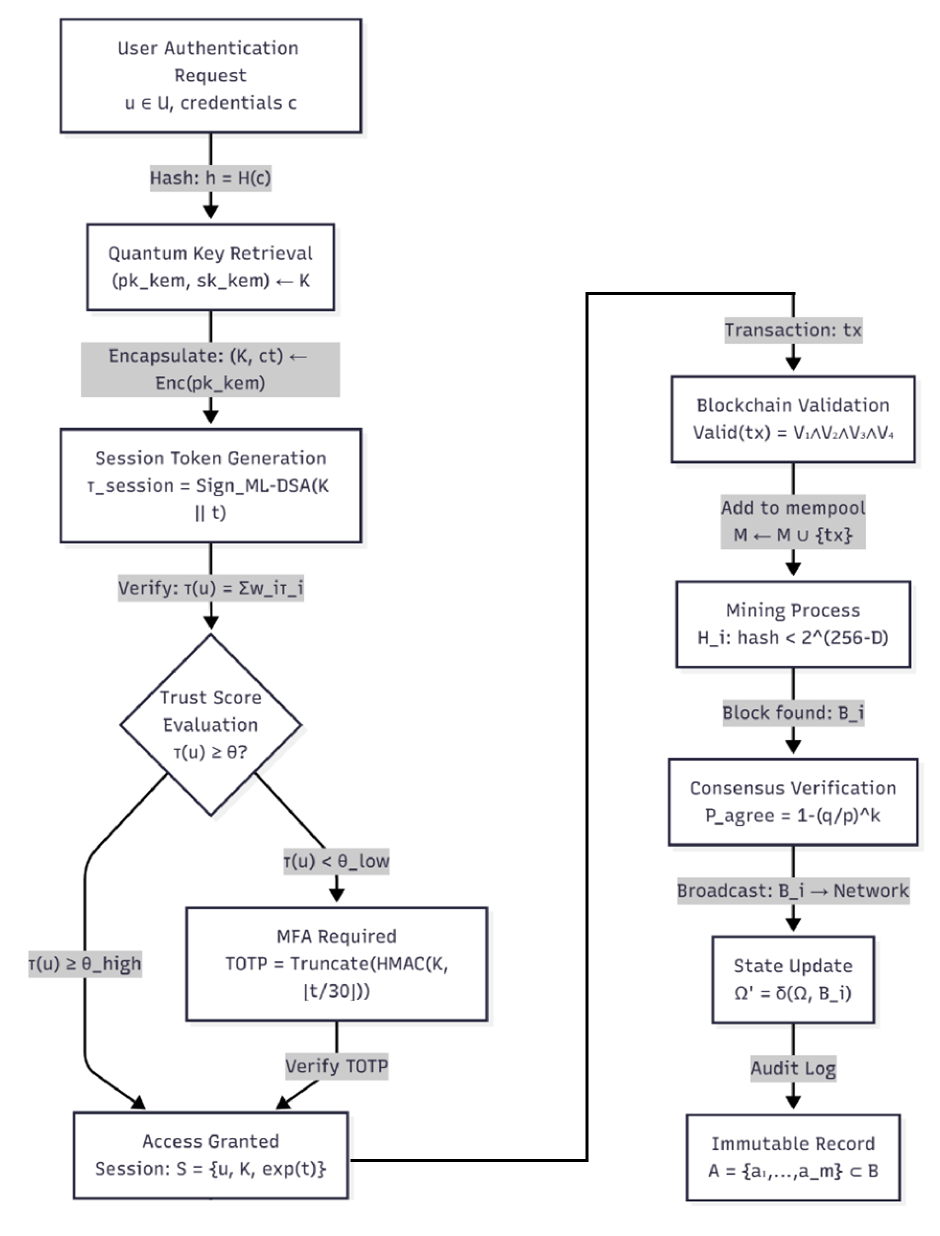 User Authentication
Request
u ∈ U, credentials c
Hash: h = H(c)
Quantum Key Retrieval
(pk_kem, sk_kem) ← K
Encapsulate: (K, ct) ←
Enc(pk_kem)
Session Token Generation
τ_session = Sign_ML-DSA(K
|| t)
Verify: τ(u) = Σw_iτ_i
Trust Score
Evaluation
τ(u) ≥ θ?
τ(u) < θ_low
MFA Required
TOTP = Truncate(HMAC(K,
⌊t/30⌋))
τ(u) ≥ θ_high
Verify TOTP
Access Granted
Session: S = {u, K, exp(t)}
Transaction: tx
Blockchain Validation
Valid(tx) = V₁∧V₂∧V₃∧V₄
Add to mempool
M ← M ∪ {tx}
Mining Process
H_i: hash < 2^(256-D)
Block found: B_i
Consensus Verification
P_agree = 1-(q/p)^k
Broadcast: B_i → Network
State Update
Ω' = δ(Ω, B_i)
Audit Log
Immutable Record
A = {a₁,...,a_m} ⊂ B